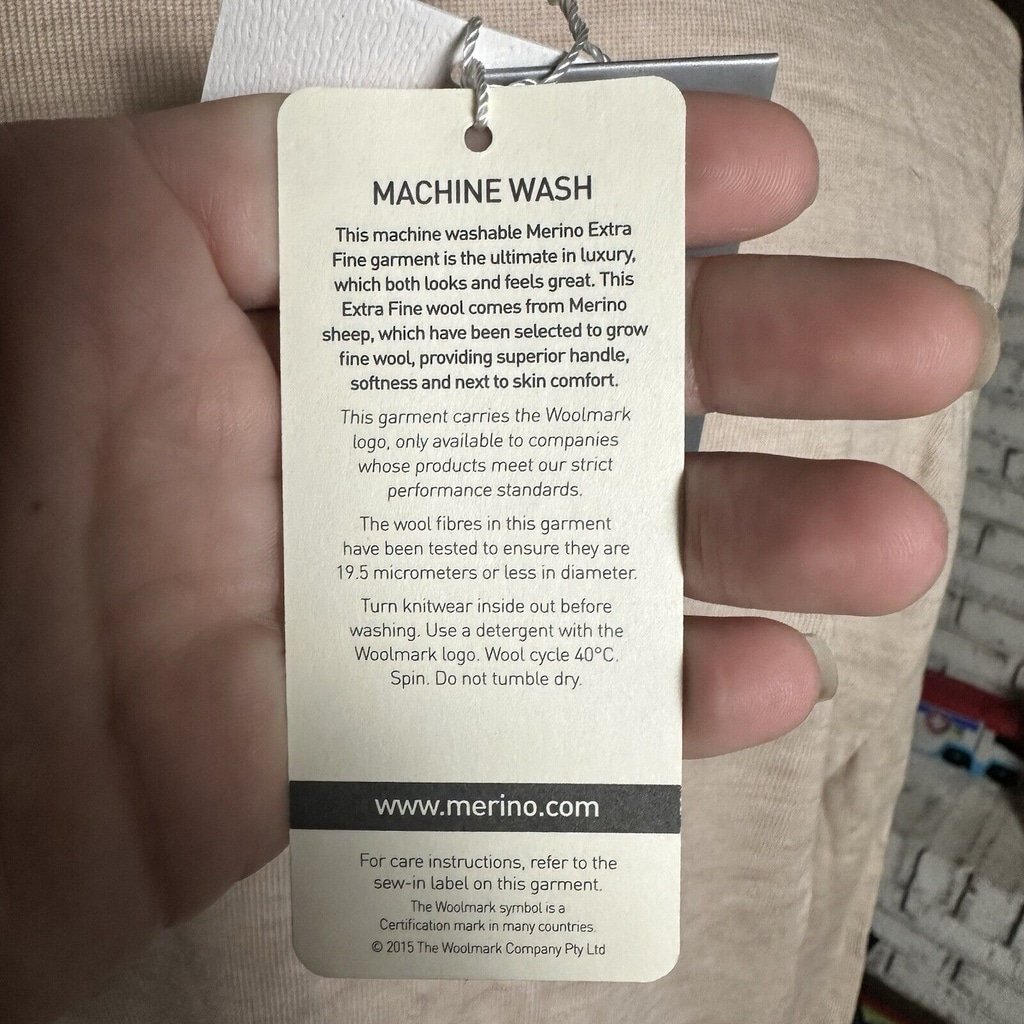 MACHINE WASH
This machine washable Merino Extra
Fine garment is the ultimate in luxury,
which both looks and feels great. This
Extra Fine wool comes from Merino
sheep, which have been selected to grow
fine wool, providing superior handle,
softness and next to skin comfort.
This garment carries the Woolmark
logo, only available to companies
whose products meet our strict
performance standards.
The wool fibres in this garment
have been tested to ensure they are
19.5 micrometers or less in diameter.
Turn knitwear inside out before
washing. Use a detergent with the
Woolmark logo. Wool cycle 40°C.
Spin. Do not tumble dry.
www.merino.com
For care instructions, refer to the
sew-in label on this garment.
The Woolmark symbol is a
Certification mark in many countries.
© 2015 The Woolmark Company Pty Ltd